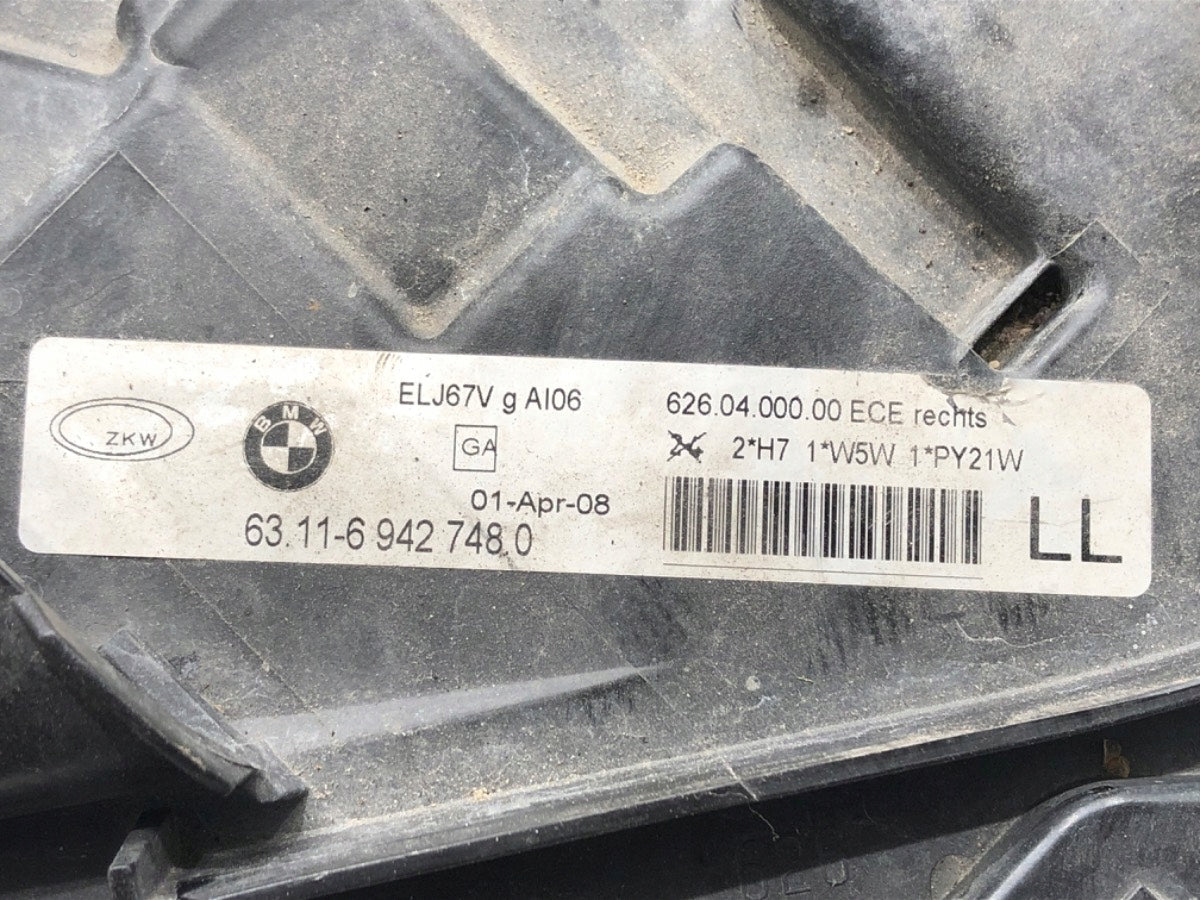 ZKW
BMW
ELJ67V g AI06
GA
01-Apr-08
63.11-6 942 748.0
626.04.000.00 ECE rechts
2*H7 1*W5W 1*PY21W
LL